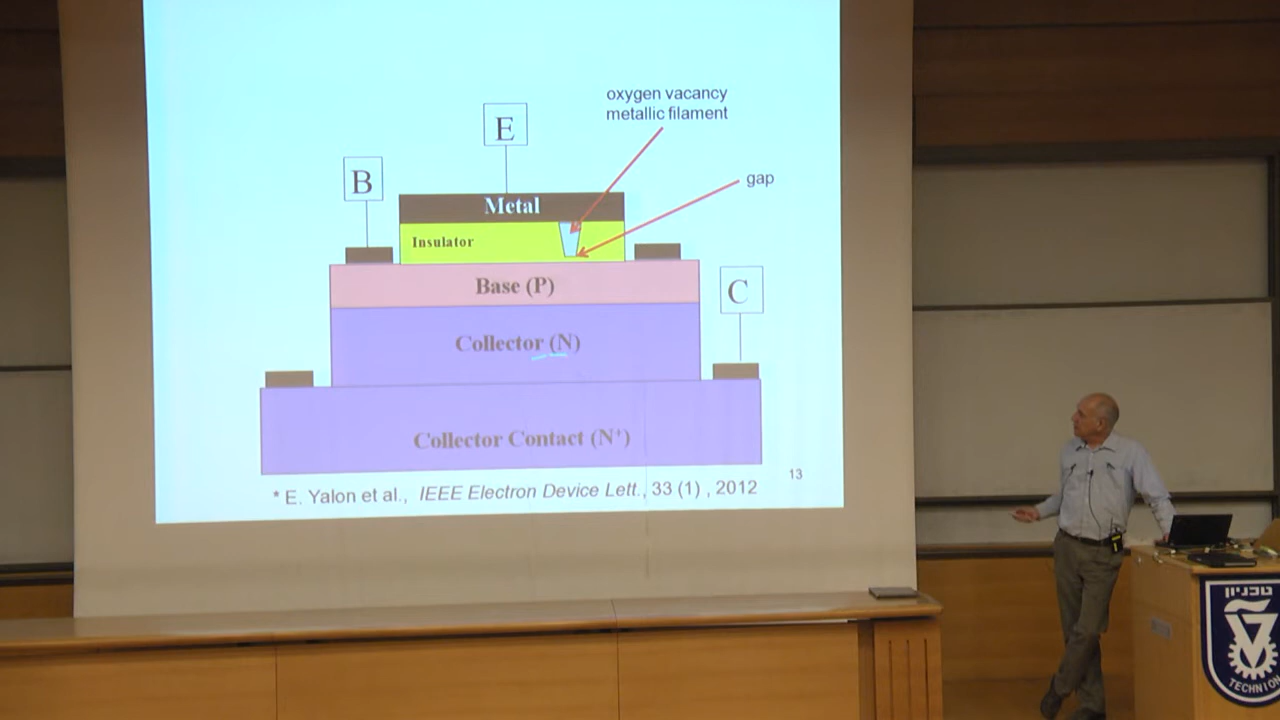 oxygen vacancy
metallic filament
E
B
gap
Metal
Insulator
Base (P)
C
Collector (N)
Collector Contact (N⁺)
13
* E. Yalon et al., IEEE Electron Device Lett., 33 (1) , 2012
טכניון
TECHNION